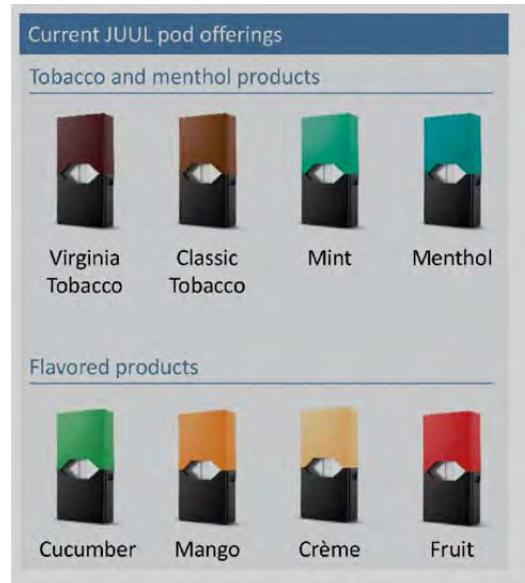 Current JUUL pod offerings
Tobacco and menthol products
Virginia
Tobacco
Classic
Tobacco
Mint
Menthol
Flavored products
Cucumber
Mango
Crème
Fruit